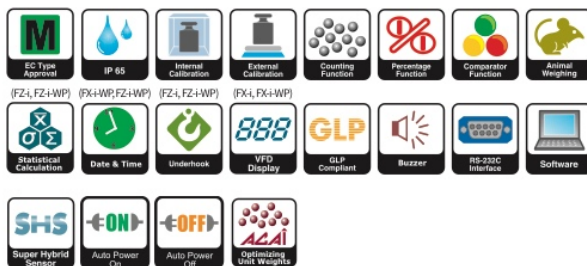 M
EC Type
Approval
IP 65
Internal
Calibration
External
Calibration
Counting
Function
%
Percentage
Function
Comparator
Function
Animal
Weighing
(FZ-i, FZ-i-WP) (FX-i-WP, FZ-i-WP) (FZ-i, FZ-i-WP) (FX-i, FX-i-WP)
X
σ Σ
Statistical
Calculation
Date & Time
Underhook
888
VFD
Display
GLP
GLP
Compliant
Buzzer
RS-232C
Interface
Software
SHS
Super Hybrid
Sensor
ON
Auto Power
On
OFF
Auto Power
Off
ACAI
Optimizing
Unit Weights